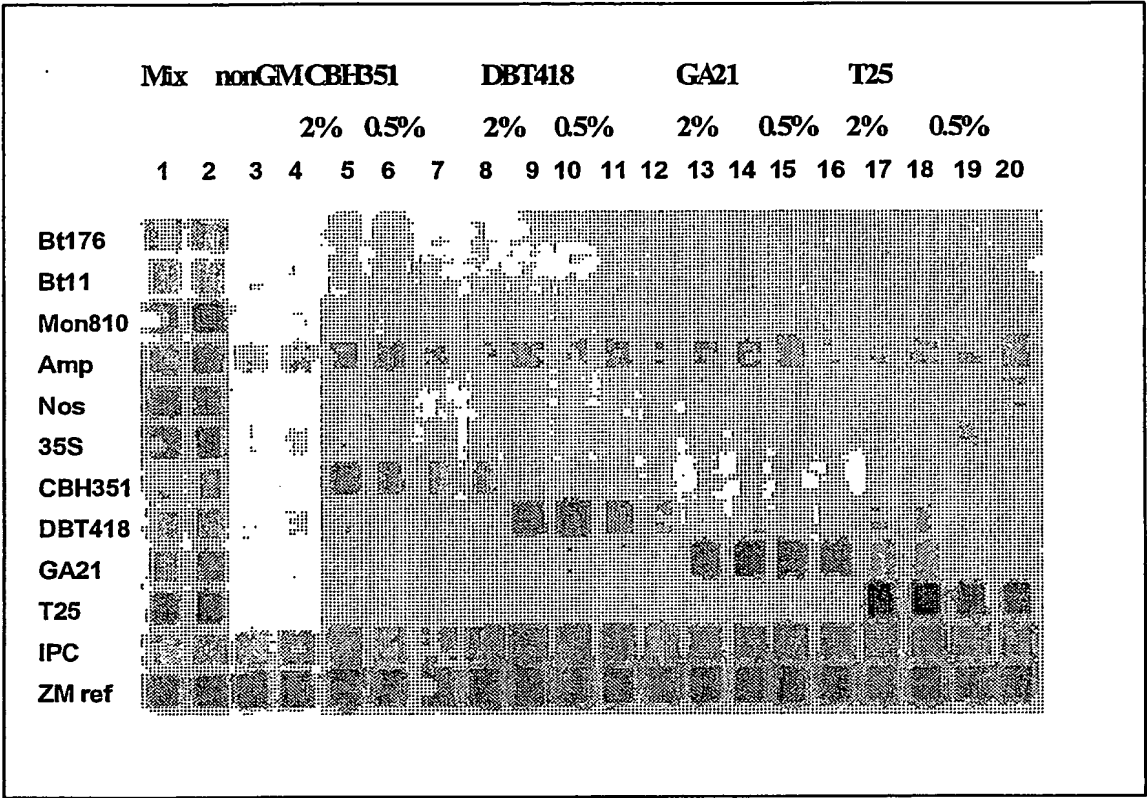 Mix nonGM CBH351 DBT418 GA21 T25
2% 0.5% 2% 0.5% 2% 0.5% 2% 0.5%
1 2 3 4 5 6 7 8 9 10 11 12 13 14 15 16 17 18 19 20
Bt176
Bt11
Mon810
Amp
Nos
35S
CBH351
DBT418
GA21
T25
IPC
ZM ref